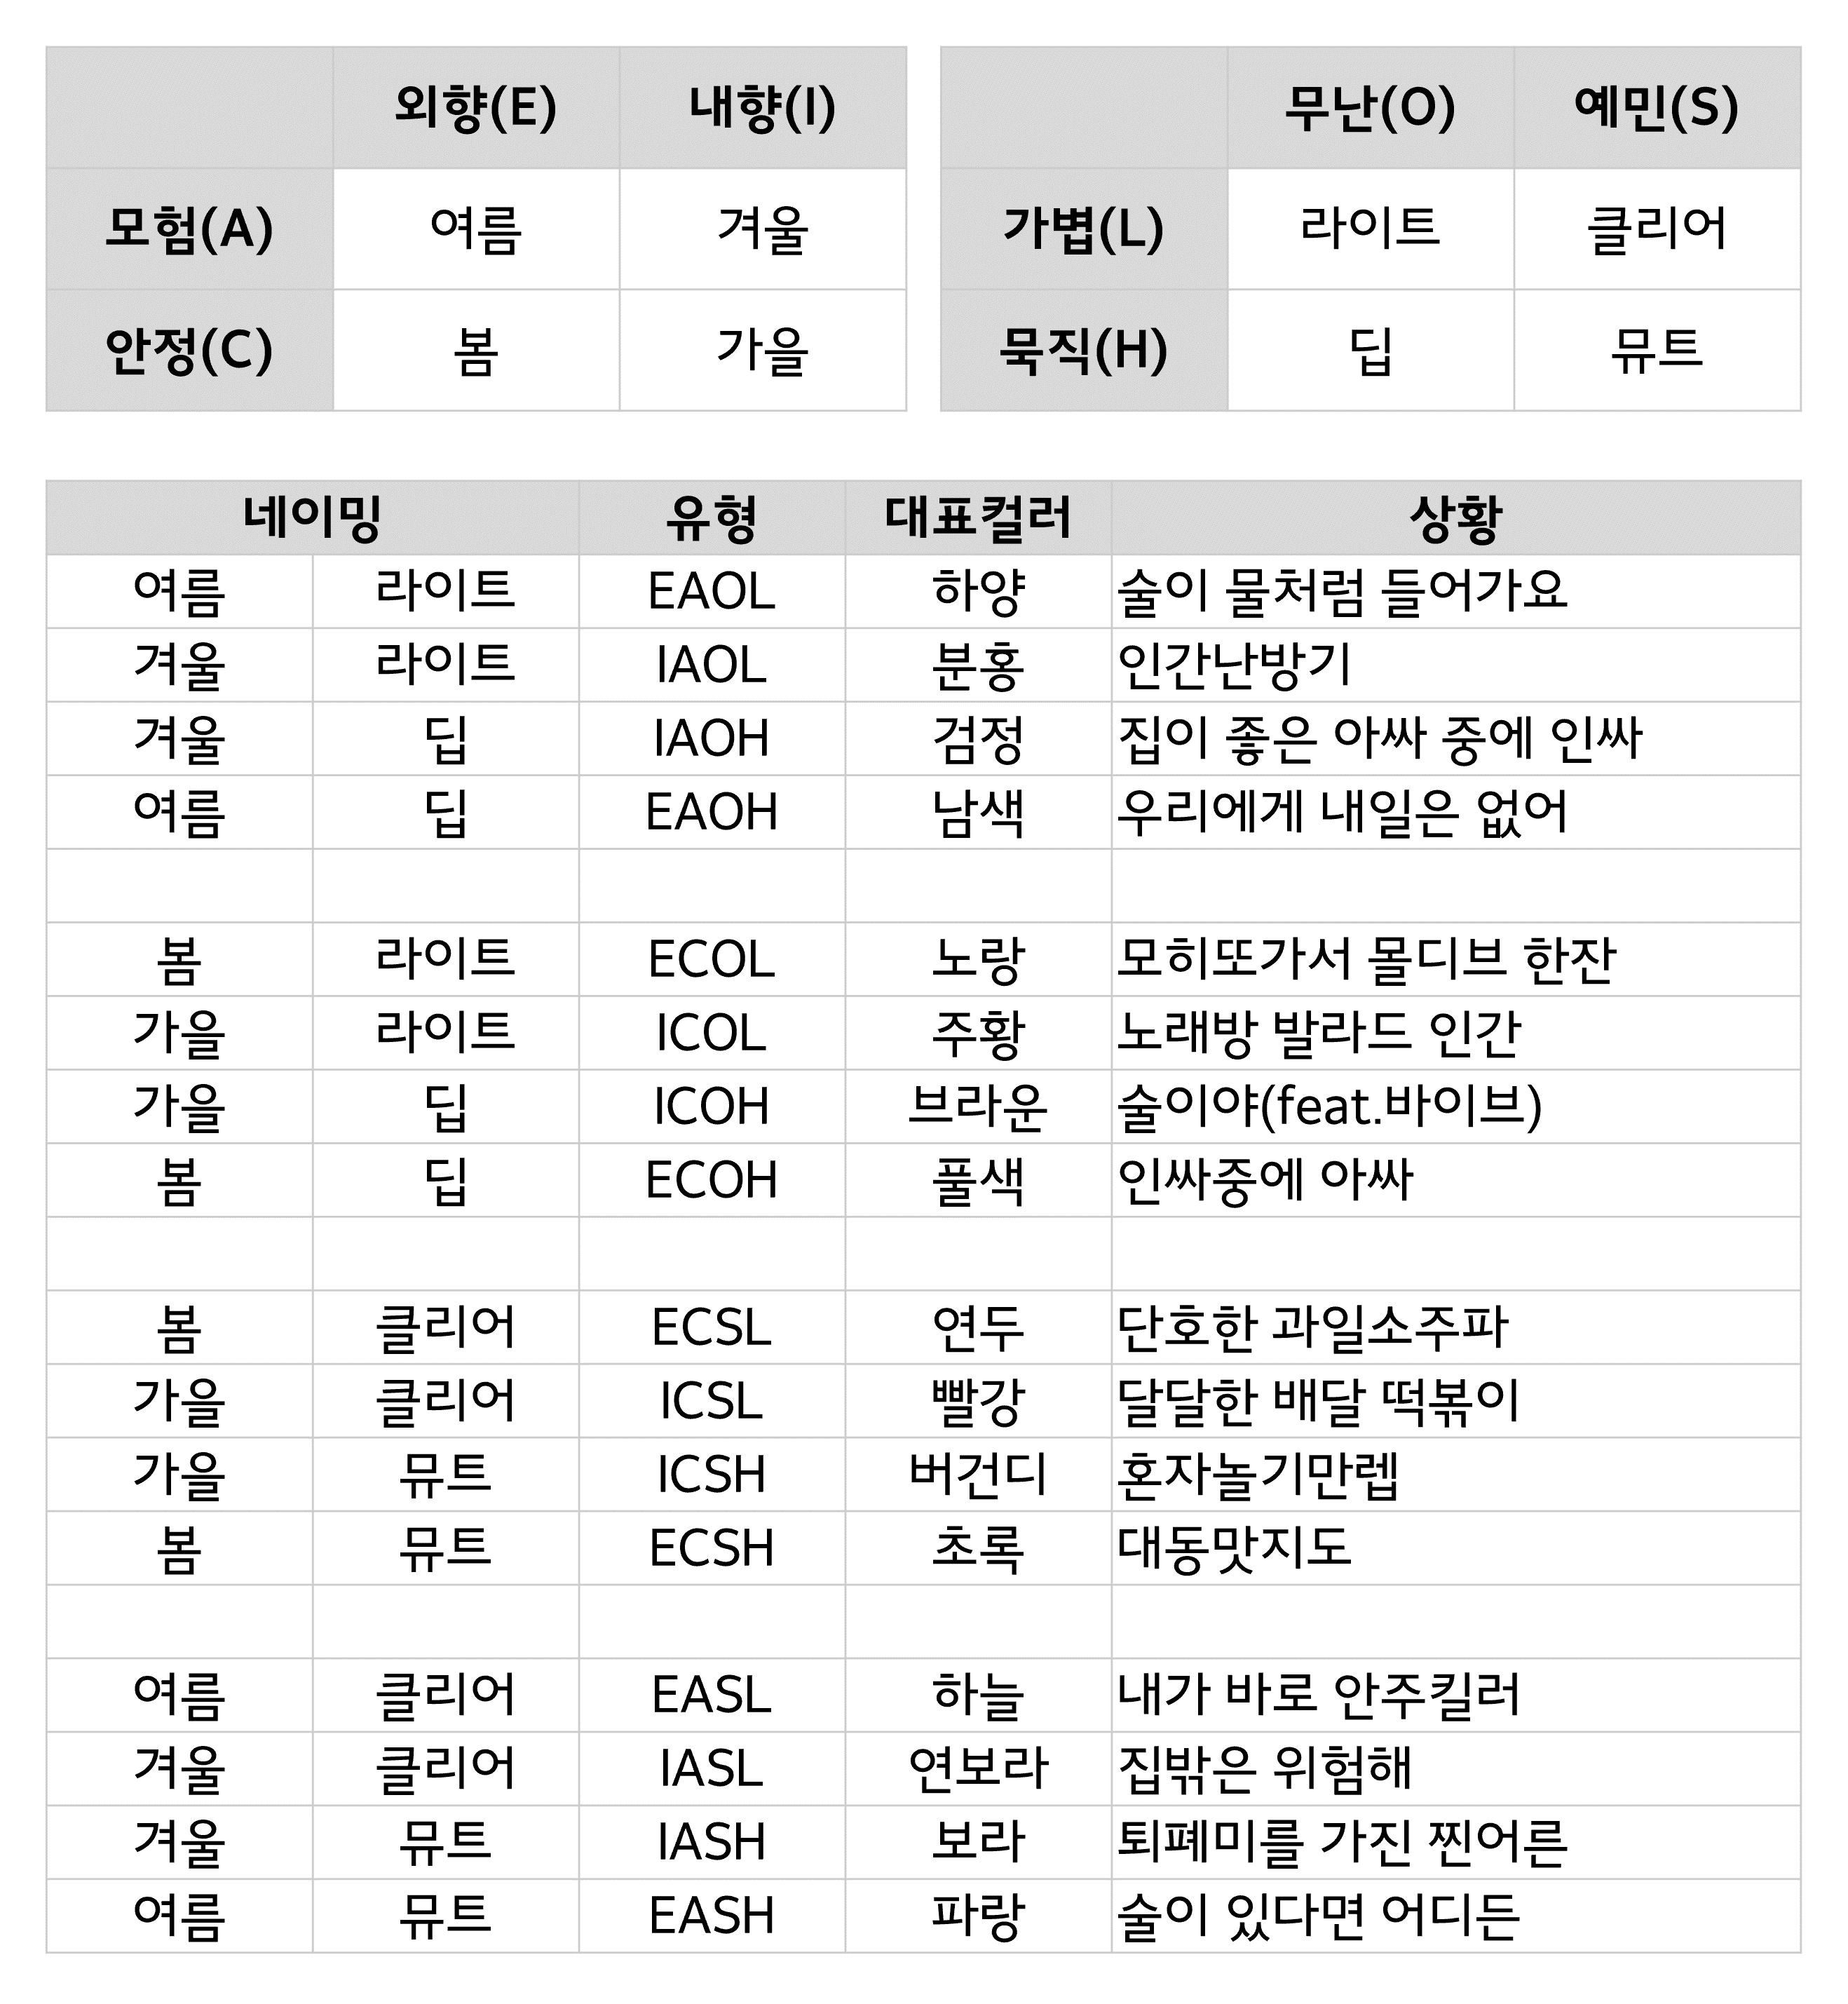 외향(E) 내향(I)
모험(A) 여름 겨울
안정(C) 봄 가을
무난(O) 예민(S)
가볍(L) 라이트 클리어
묵직(H) 딥 뮤트
네이밍 유형 대표컬러 상황
여름 라이트 EAOL 하양 술이 물처럼 들어가요
겨울 라이트 IAOL 분홍 인간난방기
겨울 딥 IAOH 검정 집이 좋은 아싸 중에 인싸
여름 딥 EAOH 남색 우리에게 내일은 없어
봄 라이트 ECOL 노랑 모히또가서 몰디브 한잔
가을 라이트 ICOL 주황 노래방 발라드 인간
가을 딥 ICOH 브라운 술이야(feat.바이브)
봄 딥 ECOH 풀색 인싸중에 아싸
봄 클리어 ECSL 연두 단호한 과일소주파
가을 클리어 ICSL 빨강 달달한 배달 떡볶이
가을 뮤트 ICSH 버건디 혼자놀기만렙
봄 뮤트 ECSH 초록 대동맛지도
여름 클리어 EASL 하늘 내가 바로 안주킬러
겨울 클리어 IASL 연보라 집밖은 위험해
겨울 뮤트 IASH 보라 퇴폐미를 가진 찐어른
여름 뮤트 EASH 파랑 술이 있다면 어디든